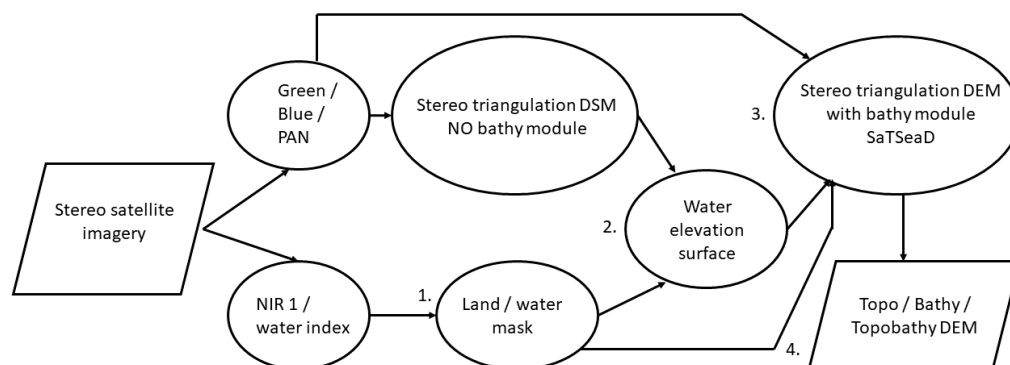 Green /
Blue /
PAN
Stereo triangulation DSM
NO bathy module
3.
Stereo triangulation DEM
with bathy module
SaTSeaD
Stereo satellite
imagery
2.
Water
elevation
surface
NIR 1 /
water index
1.
Land / water
mask
4.
Topo / Bathy /
Topobathy DEM